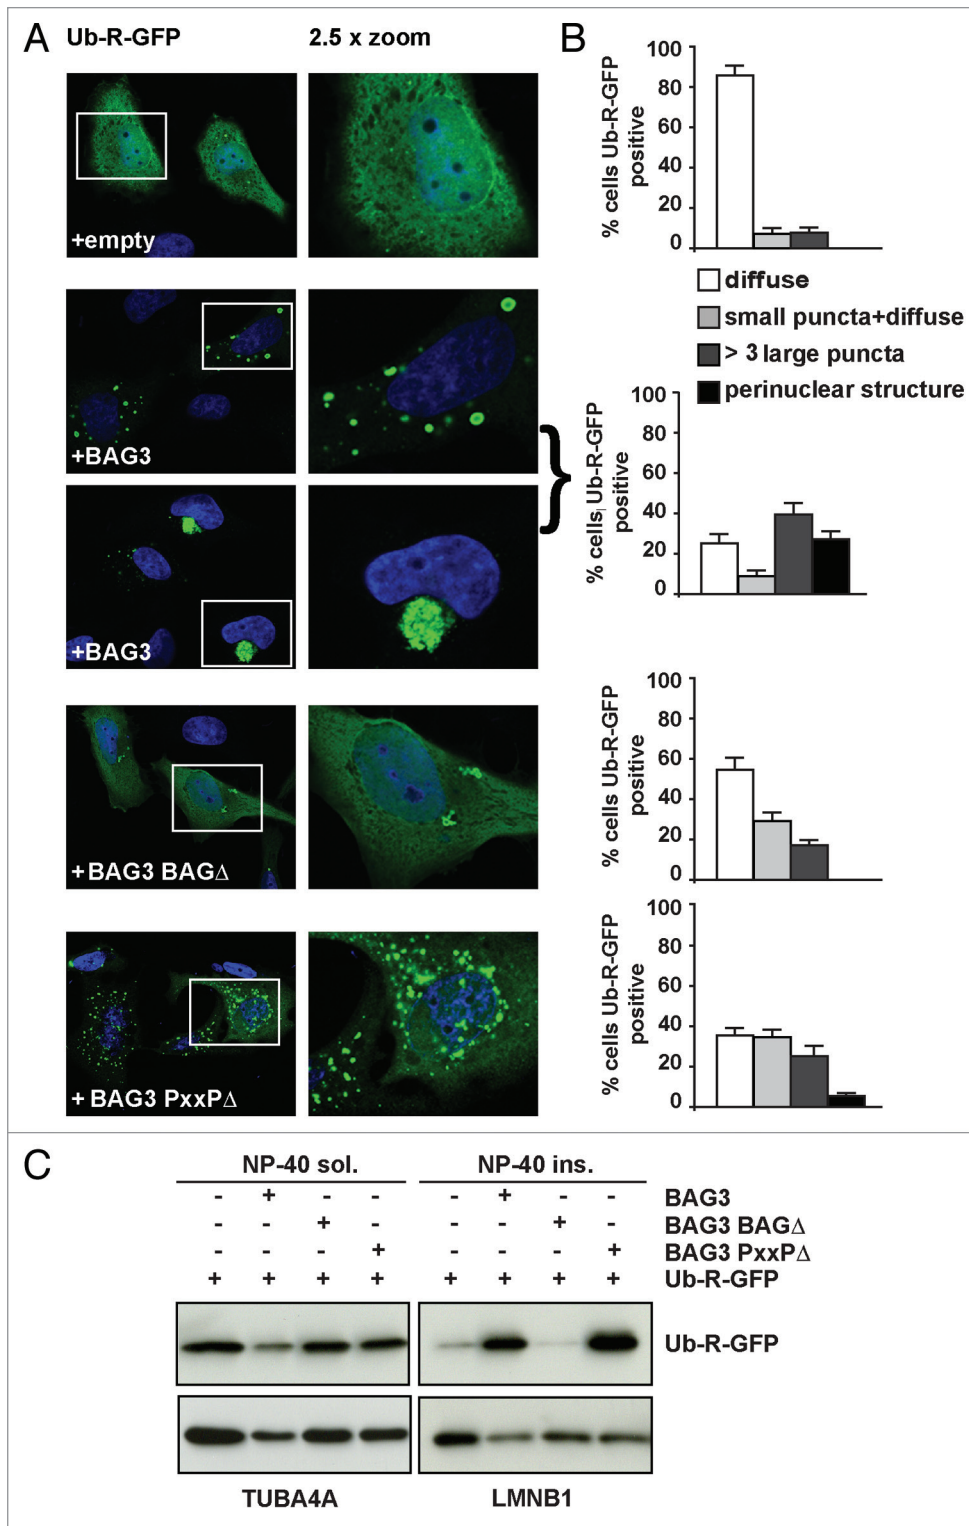 A
Ub-R-GFP
2.5 x zoom
+empty
+BAG3
+BAG3
}
+ BAG3 BAGΔ
+ BAG3 PxxPΔ
B
% cells Ub-R-GFP
positive
100
80
60
40
20
0
diffuse
small puncta+diffuse
> 3 large puncta
perinuclear structure
% cells Ub-R-GFP
positive
100
80
60
40
20
0
% cells Ub-R-GFP
positive
100
80
60
40
20
0
% cells Ub-R-GFP
positive
100
80
60
40
20
0
C
NP-40 sol.
NP-40 ins.
- + - - - + - - BAG3
- - + - - - + - BAG3 BAGΔ
- - - + - - - + BAG3 PxxPΔ
+ + + + + + + + Ub-R-GFP
Ub-R-GFP
TUBA4A
LMNB1